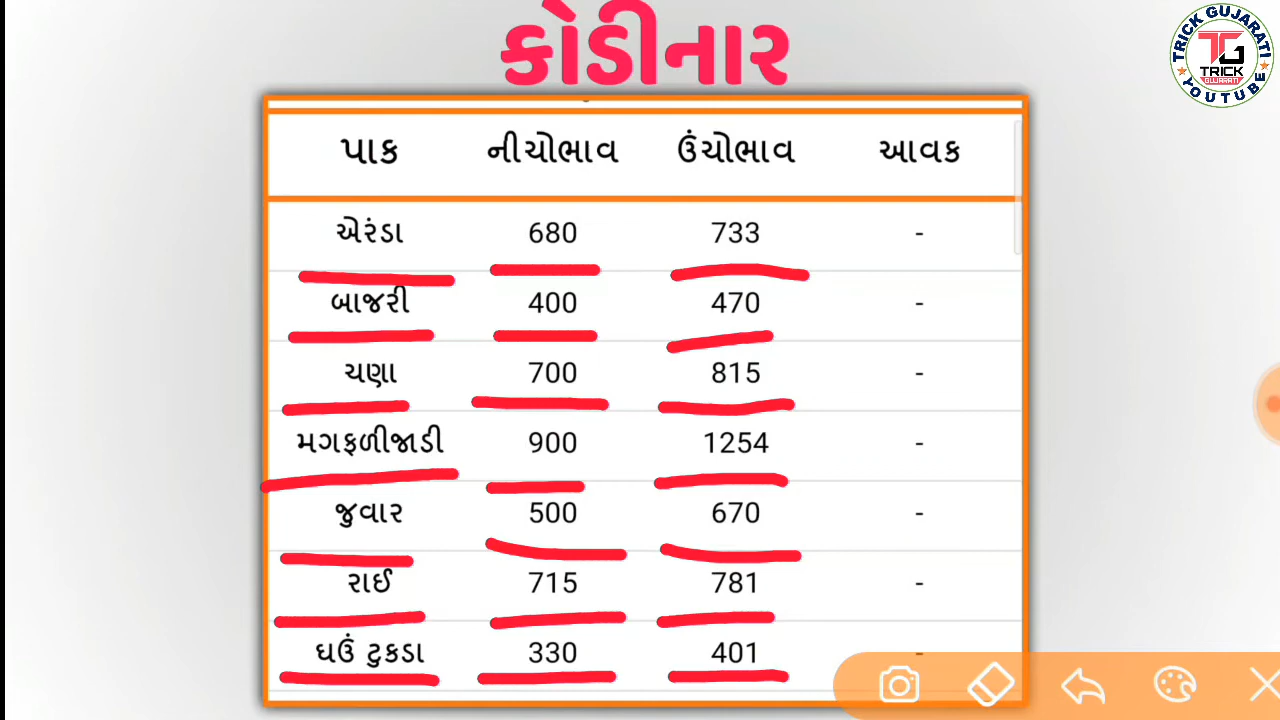 કોડીનાર
TRICK GUJARATI
TG
TRICK
GUJARATI
YOUTUBE
પાક નીચોભાવ ઉંચોભાવ આવક
એરંડા 680 733 -
બાજરી 400 470 -
ચણા 700 815 -
મગફળીજાડી 900 1254 -
જુવાર 500 670 -
રાઈ 715 781 -
ઘઉં ટુકડા 330 401 -